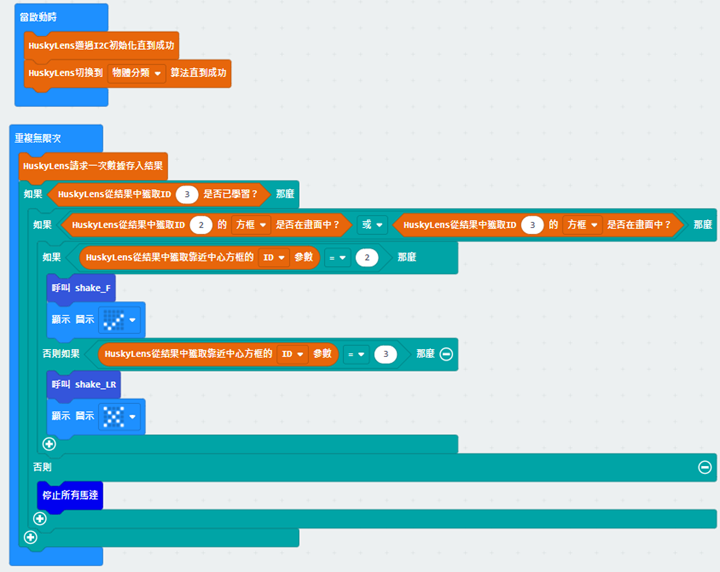 當啟動時
HuskyLens通過I2C初始化直到成功
HuskyLens切換到 物體分類 算法直到成功
重複無限次
HuskyLens請求一次數據存入結果
如果 HuskyLens從結果中獲取ID 3 是否已學習？ 那麼
如果 HuskyLens從結果中獲取ID 2 的 方框 是否在畫面中？ 或 HuskyLens從結果中獲取ID 3 的 方框 是否在畫面中？ 那麼
如果 HuskyLens從結果中獲取靠近中心方框的 ID 參數 = 2 那麼
呼叫 shake_F
顯示 圖示
否則如果 HuskyLens從結果中獲取靠近中心方框的 ID 參數 = 3 那麼
呼叫 shake_LR
顯示 圖示
否則
停止所有馬達